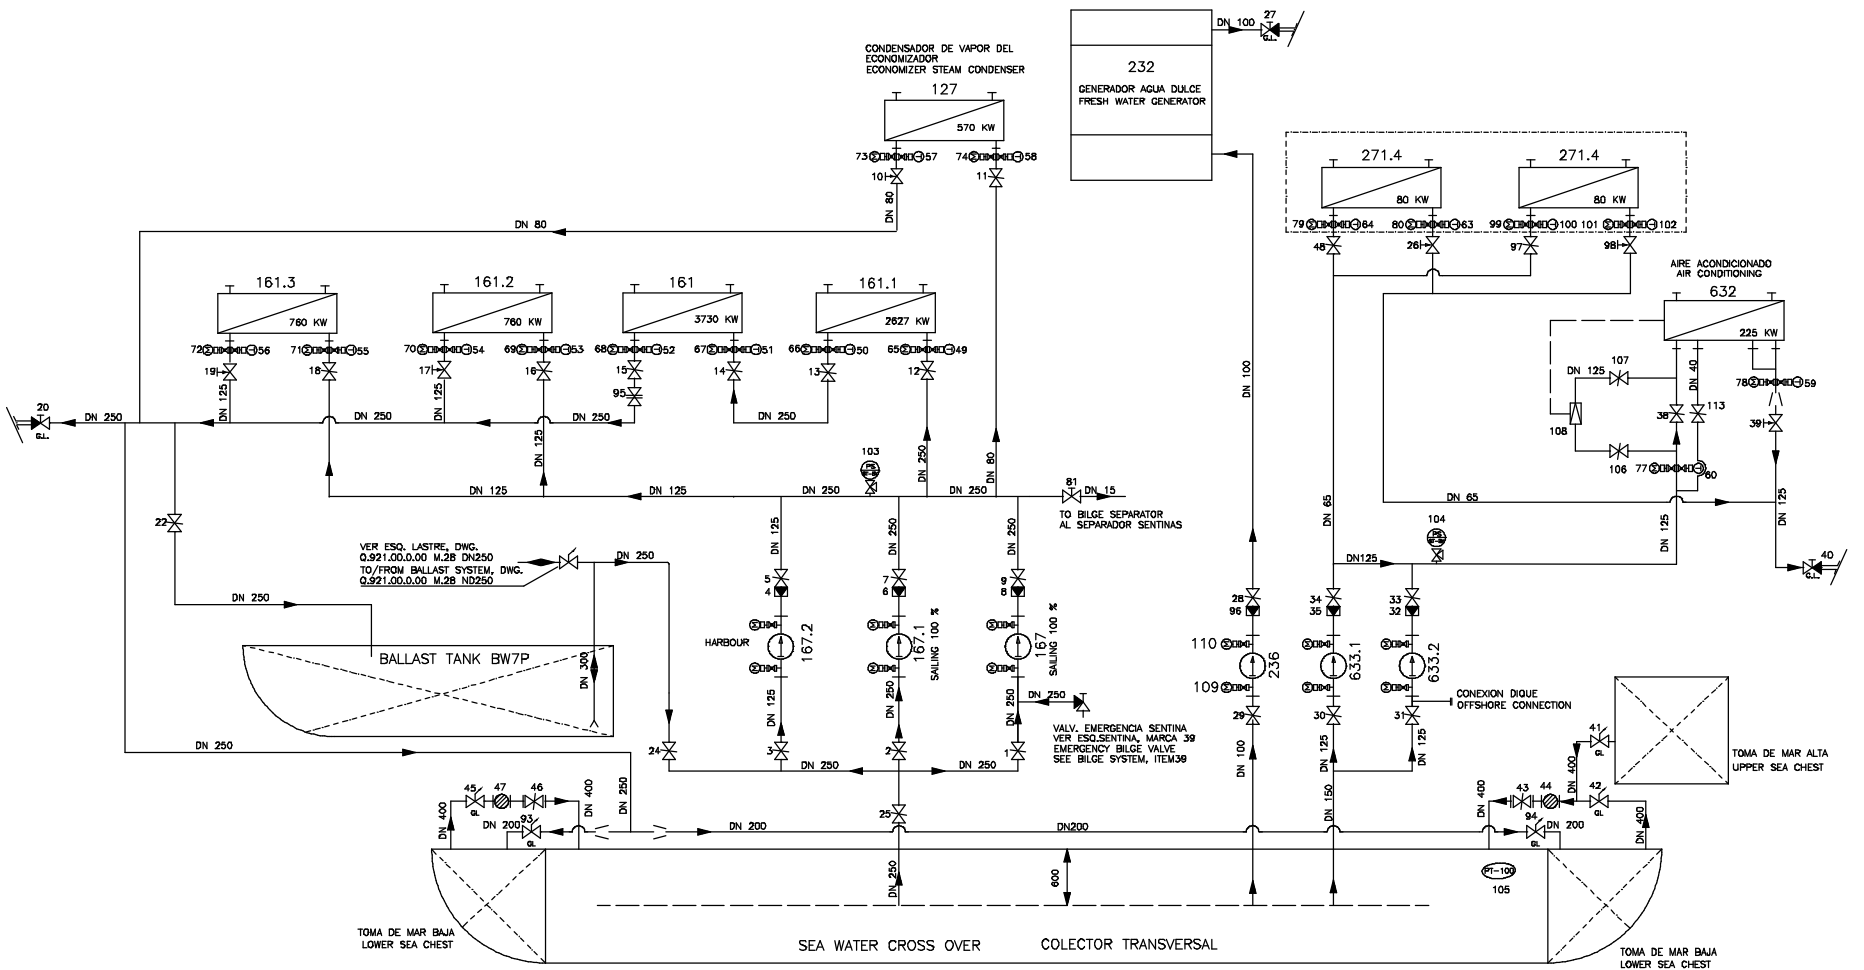 DN 100
27
G.L.
CONDENSADOR DE VAPOR DEL
ECONOMIZADOR
ECONOMIZER STEAM CONDENSER
127
570 KW
73
57
74
58
10
11
DN 80
232
GENERADOR AGUA DULCE
FRESH WATER GENERATOR
271.4
271.4
80 KW
80 KW
79
64
80
63
99
100
101
102
48
26
97
98
DN 80
AIRE ACONDICIONADO
AIR CONDITIONING
632
225 KW
161.3
161.2
161
161.1
760 KW
760 KW
3730 KW
2627 KW
72
56
71
55
70
54
69
53
68
52
67
51
66
50
65
49
19
18
17
16
15
14
13
12
95
DN 125
DN 125
107
DN 125
DN 40
78
59
38
113
39
108
106
77
60
20
G.L.
DN 250
DN 250
DN 250
DN 250
DN 125
DN 250
DN 80
DN 100
103
PS
DN 125
DN 125
DN 250
DN 250
81
DN 15
TO BILGE SEPARATOR
AL SEPARADOR SENTINAS
DN 65
DN 65
DN 125
DN 125
104
PS
DN125
40
G.L.
22
VER ESQ. LASTRE, DWG.
Q.921.00.0.00 M.28 DN250
TO/FROM BALLAST SYSTEM, DWG.
Q.921.00.0.00 M.28 ND250
DN 250
DN 125
DN 250
DN 250
5
4
7
6
9
8
28
96
34
35
33
32
DN 250
BALLAST TANK BW7P
DN 300
HARBOUR
167.2
167.1
SAILING 100 %
167
SAILING 100 %
110
109
236
633.1
633.2
CONEXION DIQUE
OFFSHORE CONNECTION
DN 125
DN 250
DN 250
DN 250
VALV. EMERGENCIA SENTINA
VER ESQ.SENTINA, MARCA 39
EMERGENCY BILGE VALVE
SEE BILGE SYSTEM, ITEM39
29
30
31
DN 100
DN 125
DN 125
24
3
2
1
DN 250
DN 250
DN 250
41
GL
TOMA DE MAR ALTA
UPPER SEA CHEST
DN 400
45
47
46
GL
DN 400
DN 400
DN 250
DN 200
93
GL
25
DN 200
DN200
DN 150
DN 400
43
44
42
GL
94
GL
DN 200
DN 400
DN 250
600
PT-100
105
TOMA DE MAR BAJA
LOWER SEA CHEST
SEA WATER CROSS OVER
COLECTOR TRANSVERSAL
TOMA DE MAR BAJA
LOWER SEA CHEST